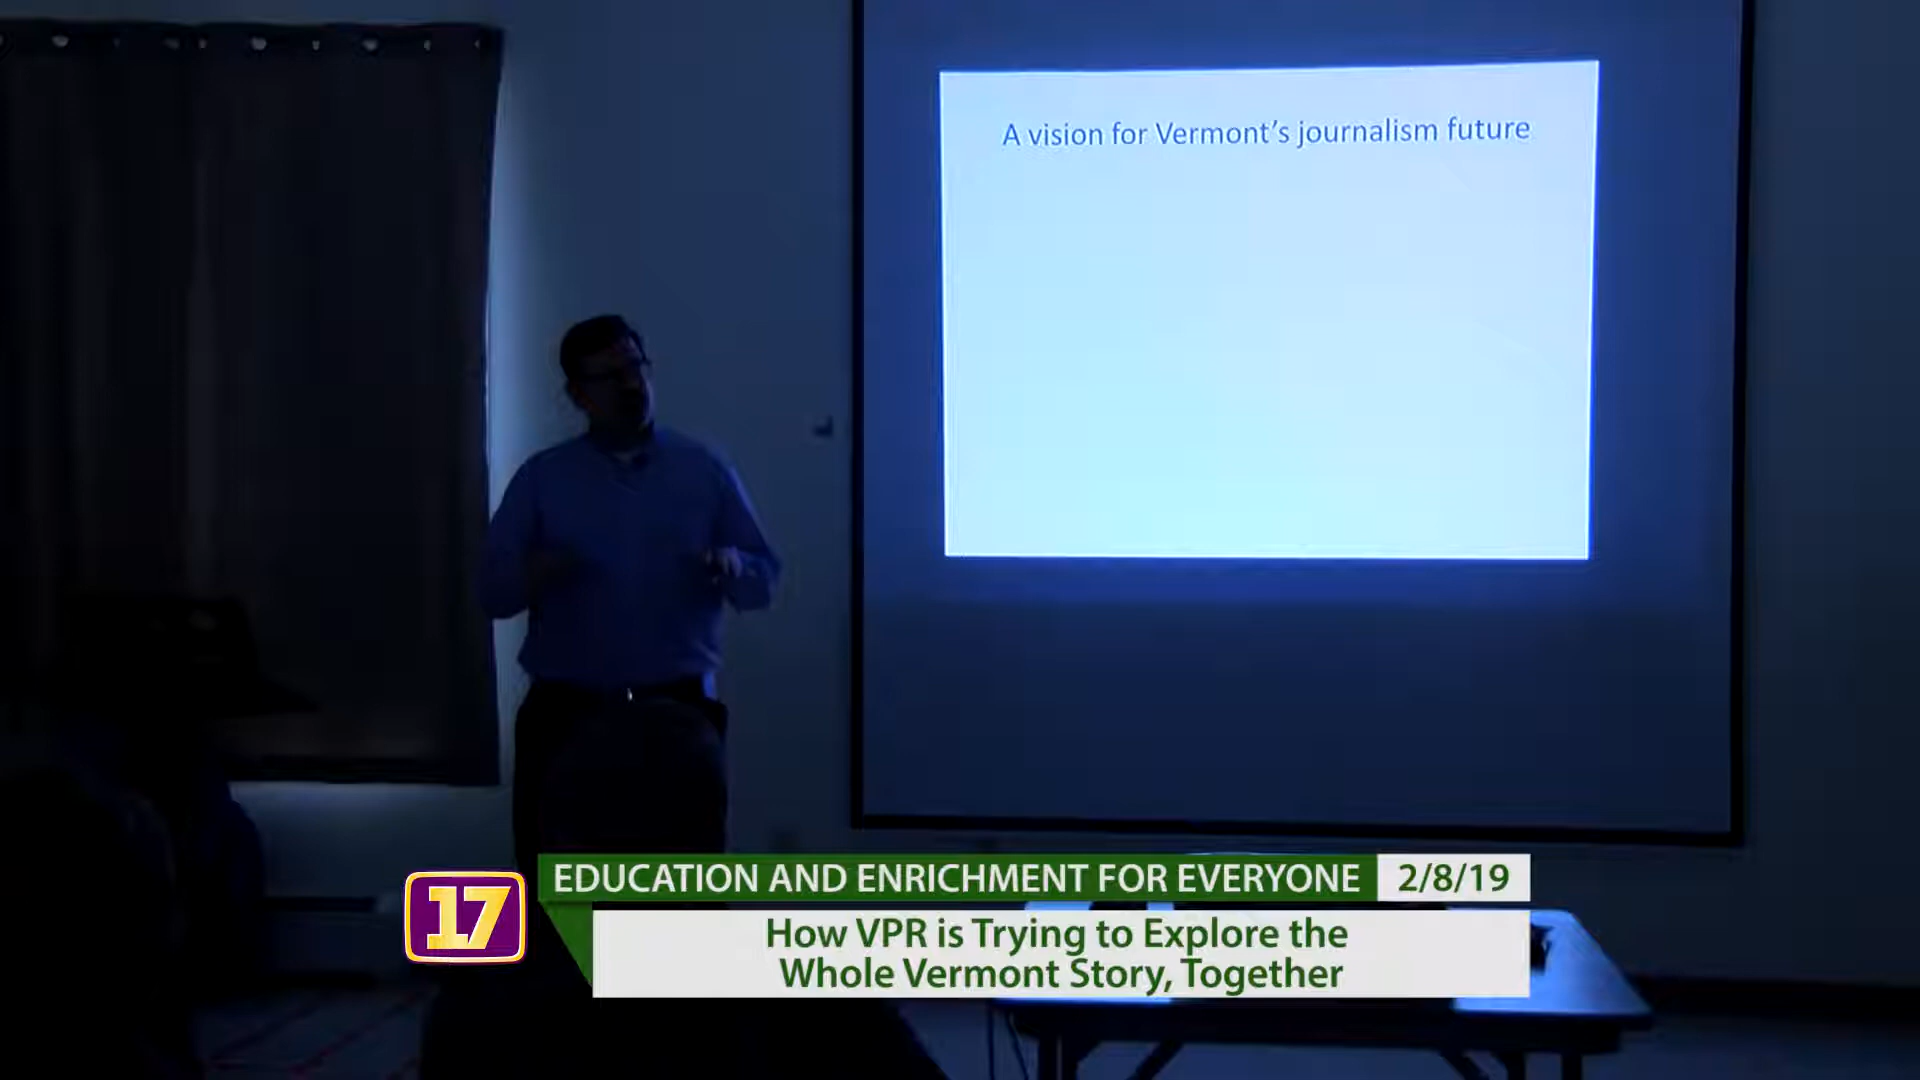 A vision for Vermont's journalism future
17
EDUCATION AND ENRICHMENT FOR EVERYONE 2/8/19
How VPR is Trying to Explore the
Whole Vermont Story, Together